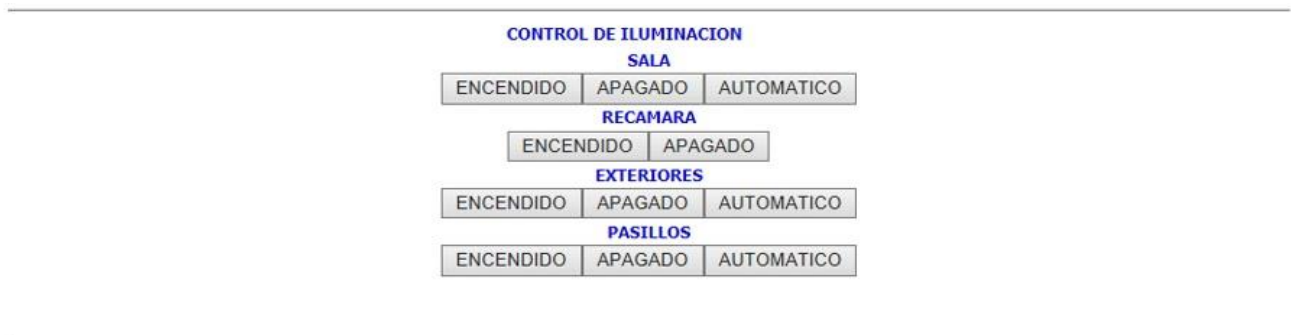 CONTROL DE ILUMINACION
SALA
ENCENDIDO APAGADO AUTOMATICO
RECAMARA
ENCENDIDO APAGADO
EXTERIORES
ENCENDIDO APAGADO AUTOMATICO
PASILLOS
ENCENDIDO APAGADO AUTOMATICO